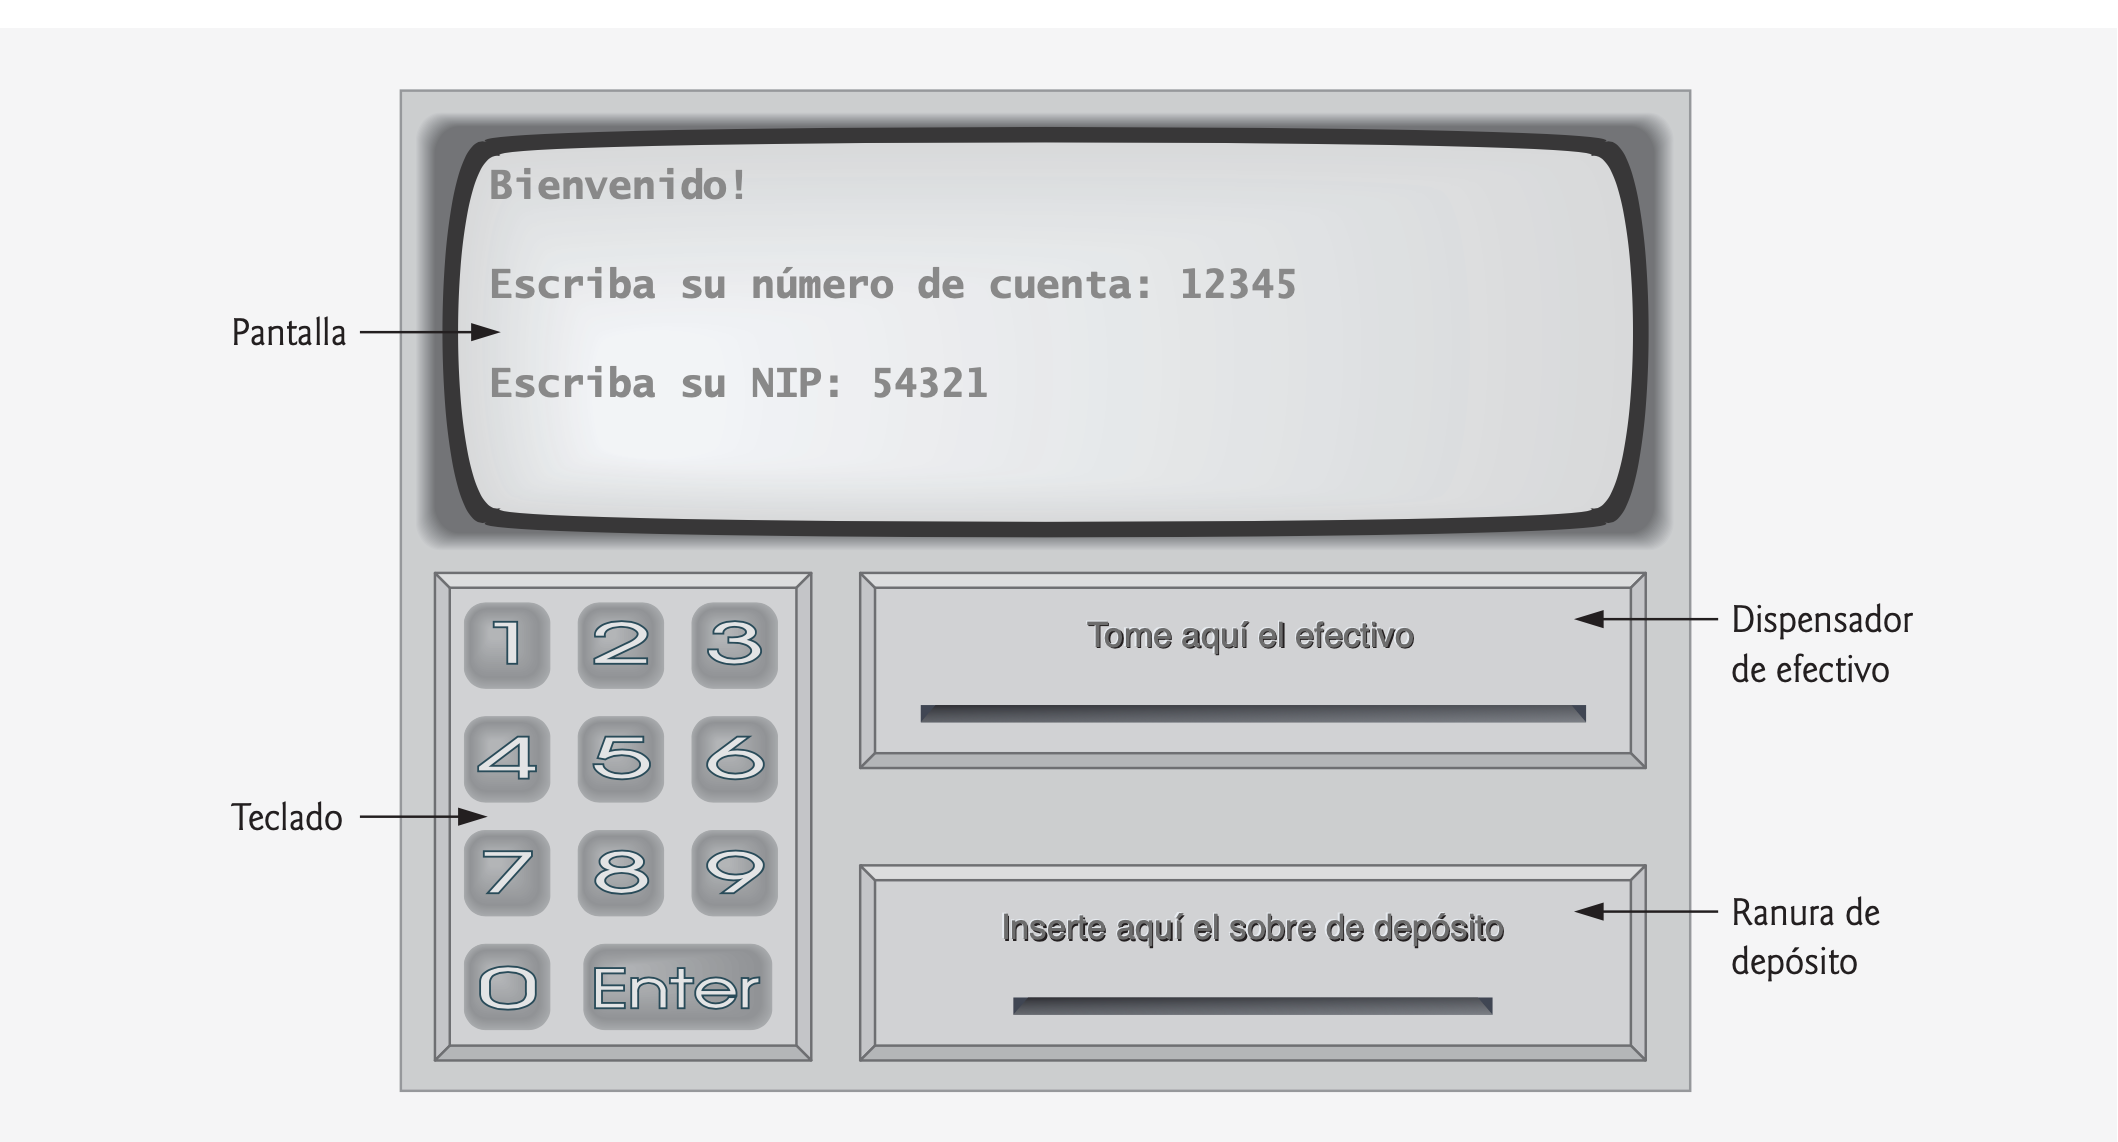 Bienvenido!
Escriba su número de cuenta: 12345
Escriba su NIP: 54321
Pantalla
Teclado
1 2 3
4 5 6
7 8 9
0 Enter
Tome aquí el efectivo
Dispensador
de efectivo
Inserte aquí el sobre de depósito
Ranura de
depósito